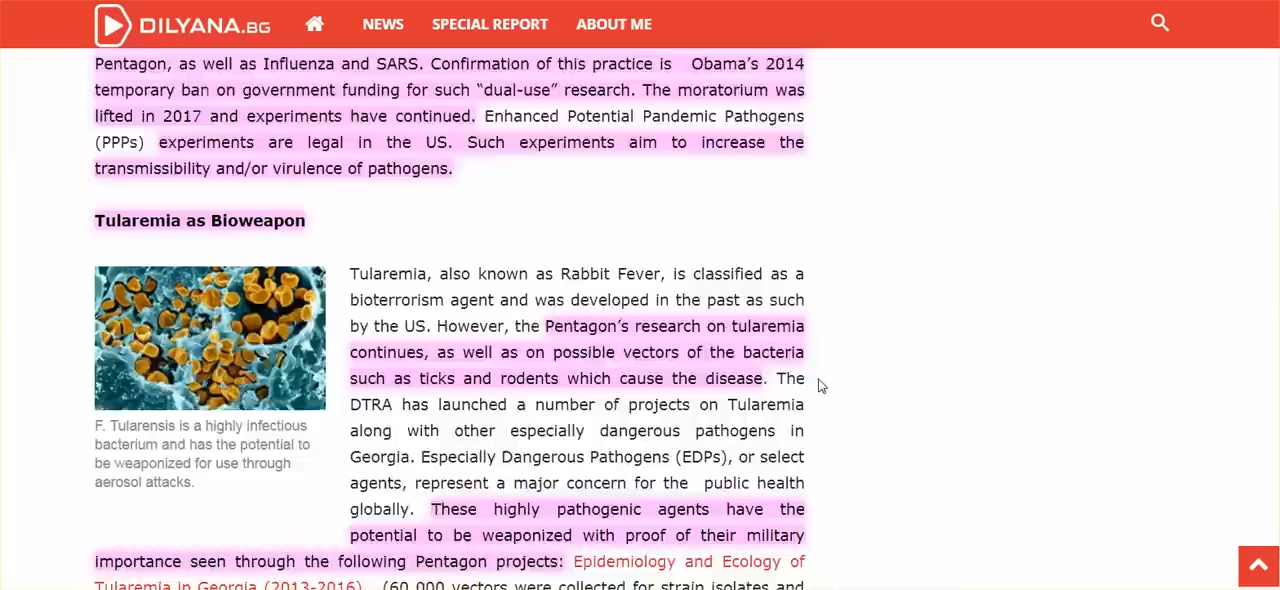 DILYANA.BG
NEWS
SPECIAL REPORT
ABOUT ME
Pentagon, as well as Influenza and SARS. Confirmation of this practice is Obama’s 2014
temporary ban on government funding for such “dual-use” research. The moratorium was
lifted in 2017 and experiments have continued. Enhanced Potential Pandemic Pathogens
(PPPs) experiments are legal in the US. Such experiments aim to increase the
transmissibility and/or virulence of pathogens.
Tularemia as Bioweapon
F. Tularensis is a highly infectious
bacterium and has the potential to
be weaponized for use through
aerosol attacks.
Tularemia, also known as Rabbit Fever, is classified as a
bioterrorism agent and was developed in the past as such
by the US. However, the Pentagon’s research on tularemia
continues, as well as on possible vectors of the bacteria
such as ticks and rodents which cause the disease. The
DTRA has launched a number of projects on Tularemia
along with other especially dangerous pathogens in
Georgia. Especially Dangerous Pathogens (EDPs), or select
agents, represent a major concern for the public health
globally. These highly pathogenic agents have the
potential to be weaponized with proof of their military
importance seen through the following Pentagon projects: Epidemiology and Ecology of
Tularemia in Georgia (2013-2016) (60 000 vectors were collected for strain isolates and